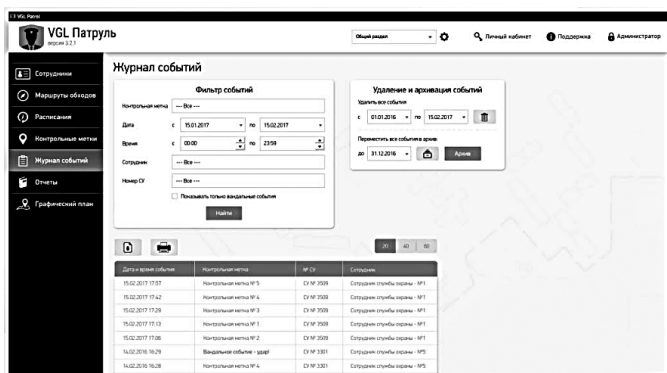 VGL Patrol
VGL Патруль
версия 3.2.1
Общий раздел
Личный кабинет
Поддержка
Администратор
Сотрудники
Маршруты обходов
Расписания
Контрольные метки
Журнал событий
Отчеты
Графический план
Журнал событий
Фильтр событий
Контрольная метка --- Все ---
Дата с 15.01.2017 по 15.02.2017
Время с 00:00 по 23:59
Сотрудник --- Все ---
Номер СУ --- Все ---
Показывать только вандальные события
Найти
Удаление и архивация событий
Удалить все события
с 01.01.2016 по 15.02.2017
Переместить все события в архив
до 31.12.2016 Архив
20 40 80
Дата и время события Контрольная метка № СУ Сотрудник
15.02.2017 17:57 Контрольная метка № 5 СУ № 3509 Сотрудник службы охраны - №1
15.02.2017 17:42 Контрольная метка № 4 СУ № 3509 Сотрудник службы охраны - №1
15.02.2017 17:29 Контрольная метка № 3 СУ № 3509 Сотрудник службы охраны - №1
15.02.2017 17:13 Контрольная метка № 1 СУ № 3509 Сотрудник службы охраны - №1
15.02.2017 17:06 Контрольная метка № 2 СУ № 3509 Сотрудник службы охраны - №1
14.02.2016 16:29 Вандальное событие - удар! СУ № 3301 Сотрудник службы охраны - №5
14.02.2016 16:28 Контрольная метка № 4 СУ № 3301 Сотрудник службы охраны - №5